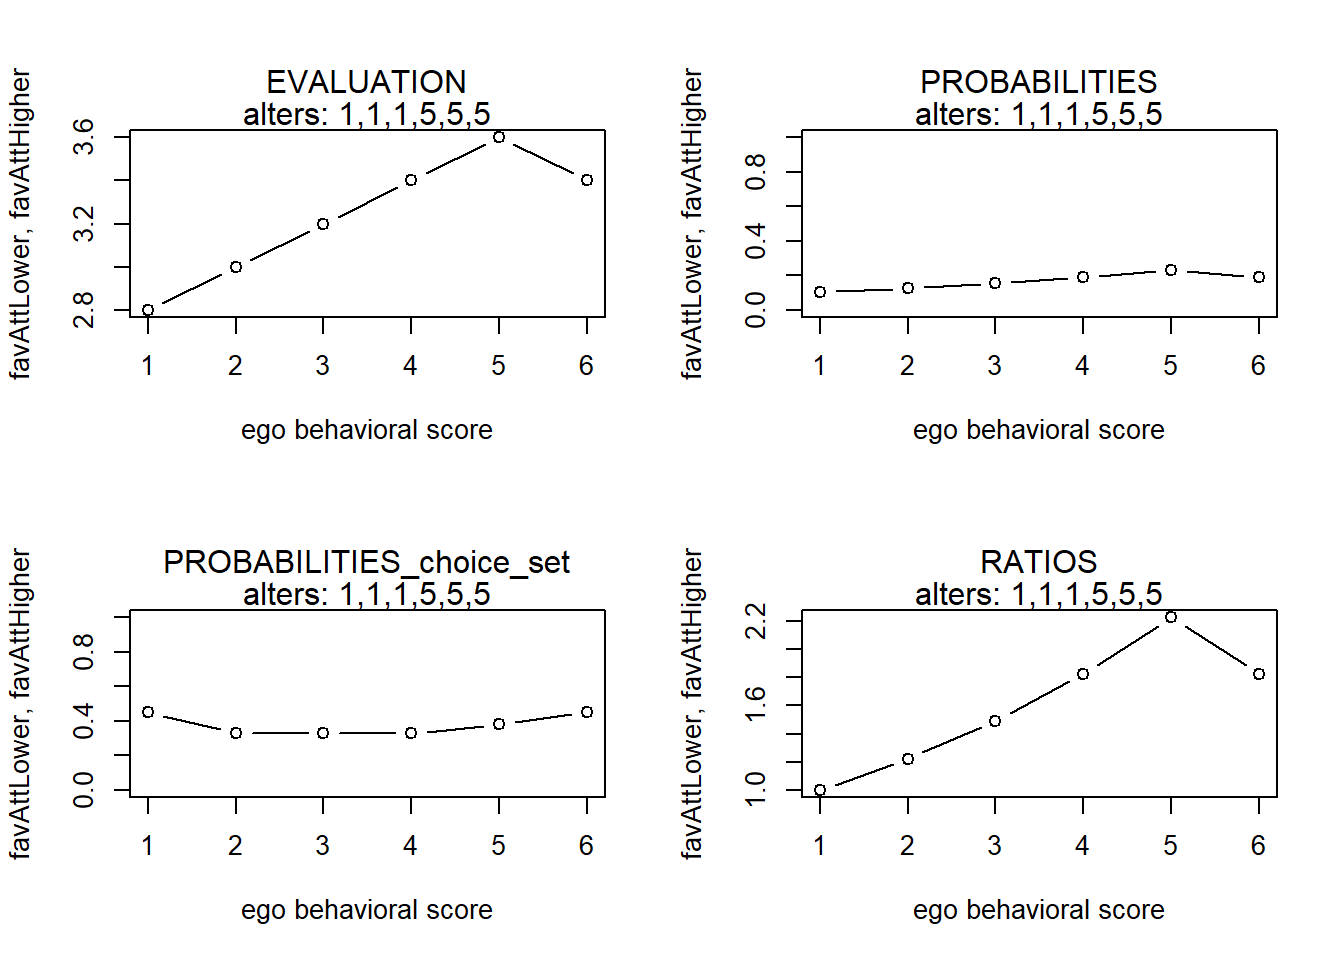 EVALUATION
alters: 1,1,1,5,5,5
favAttLower, favAttHigher
3.6
3.2
2.8
1 2 3 4 5 6
ego behavioral score
PROBABILITIES
alters: 1,1,1,5,5,5
favAttLower, favAttHigher
0.8
0.4
0.0
1 2 3 4 5 6
ego behavioral score
PROBABILITIES_choice_set
alters: 1,1,1,5,5,5
favAttLower, favAttHigher
0.8
0.4
0.0
1 2 3 4 5 6
ego behavioral score
RATIOS
alters: 1,1,1,5,5,5
favAttLower, favAttHigher
2.2
1.6
1.0
1 2 3 4 5 6
ego behavioral score